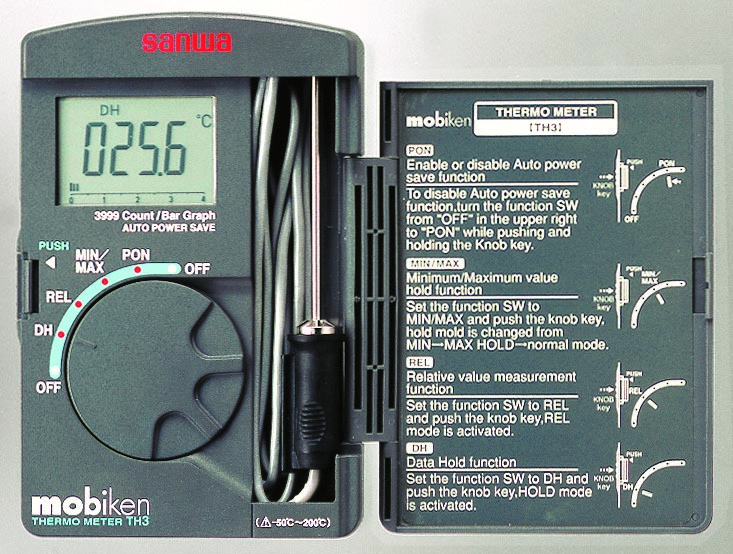 sanwa
DH
025.6 °C
0 1 2 3 4
3999 Count/Bar Graph
AUTO POWER SAVE
PUSH
MIN/
MAX
PON
OFF
REL
DH
OFF
mobiken
THERMO METER TH3
(⚠-50℃~200℃)
mobiken
THERMO METER
[TH3]
PON
Enable or disable Auto power
save function
To disable Auto power save
function,turn the function SW
from "OFF" in the upper right
to "PON" while pushing and
holding the Knob key.
KNOB
key
PUSH
PON
OFF
MIN/MAX
Minimum/Maximum value
hold function
Set the function SW to
MIN/MAX and push the knob key,
hold mold is changed from
MIN→MAX HOLD→normal mode.
KNOB
key
PUSH
MIN/
MAX
REL
Relative value measurement
function
Set the function SW to REL
and push the knob key,REL
mode is activated.
KNOB
key
PUSH
REL
DH
Data Hold function
Set the function SW to DH and
push the knob key,HOLD mode
is activated.
KNOB
key
PUSH
DH